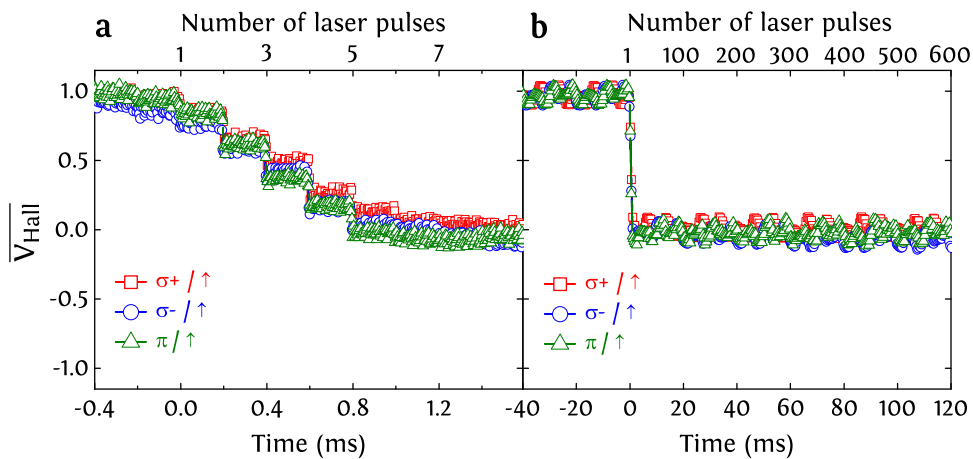 a
Number of laser pulses
1 3 5 7
1.0
0.5
0.0
-0.5
-1.0
V_Hall
σ+ / ↑
σ- / ↑
π / ↑
-0.4 0.0 0.4 0.8 1.2
Time (ms)
b
Number of laser pulses
1 100 200 300 400 500 600
σ+ / ↑
σ- / ↑
π / ↑
-40 -20 0 20 40 60 80 100 120
Time (ms)